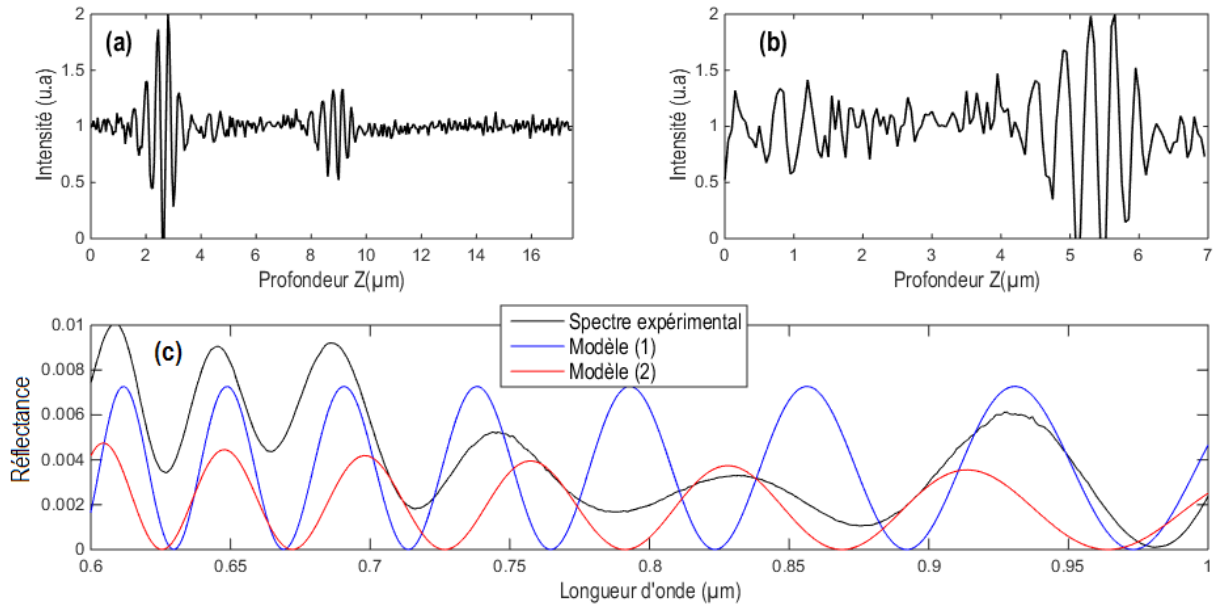 (a)
Intensité (u.a)
2
1.5
1
0.5
0
0 2 4 6 8 10 12 14 16
Profondeur Z(µm)
(b)
Intensité (u.a)
2
1.5
1
0.5
0
0 1 2 3 4 5 6 7
Profondeur Z(µm)
(c)
Spectre expérimental
Modèle (1)
Modèle (2)
Réflectance
0.01
0.008
0.006
0.004
0.002
0
0.6 0.65 0.7 0.75 0.8 0.85 0.9 0.95 1
Longueur d'onde (µm)